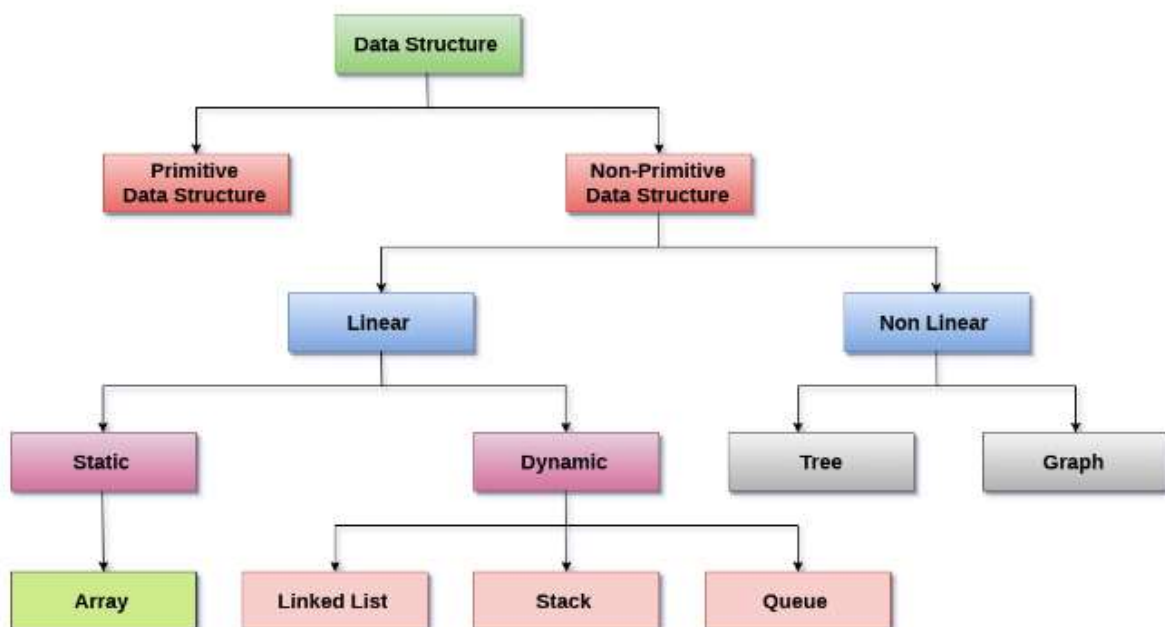 Data Structure
Primitive
Data Structure
Non-Primitive
Data Structure
Linear
Non Linear
Static
Dynamic
Tree
Graph
Array
Linked List
Stack
Queue